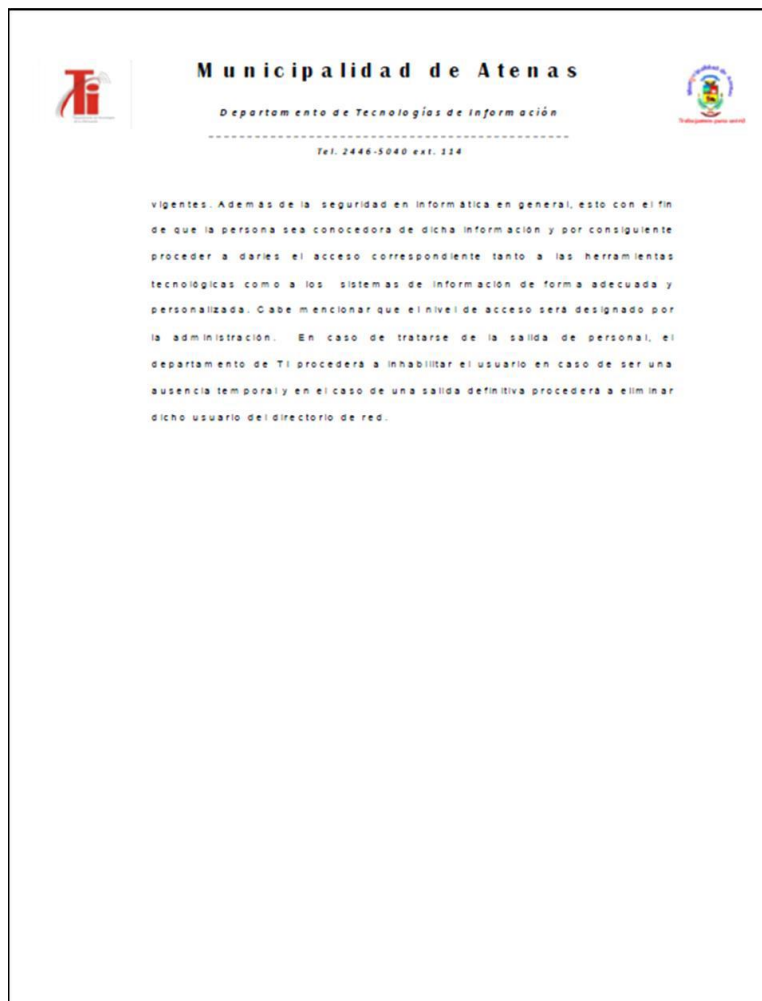 Municipalidad de Atenas
Departamento de Tecnologías de Información
Tel. 2446-5040 ext. 114
Ti
Trabajamos para usted
vigentes. Además de la seguridad en informática en general, esto con el fin
de que la persona sea conocedora de dicha información y por consiguiente
proceder a darles el acceso correspondiente tanto a las herramientas
tecnológicas como a los sistemas de información de forma adecuada y
personalizada. Cabe mencionar que el nivel de acceso será designado por
la administración. En caso de tratarse de la salida de personal, el
departamento de TI procederá a inhabilitar el usuario en caso de ser una
ausencia temporal y en el caso de una salida definitiva procederá a eliminar
dicho usuario del directorio de red.